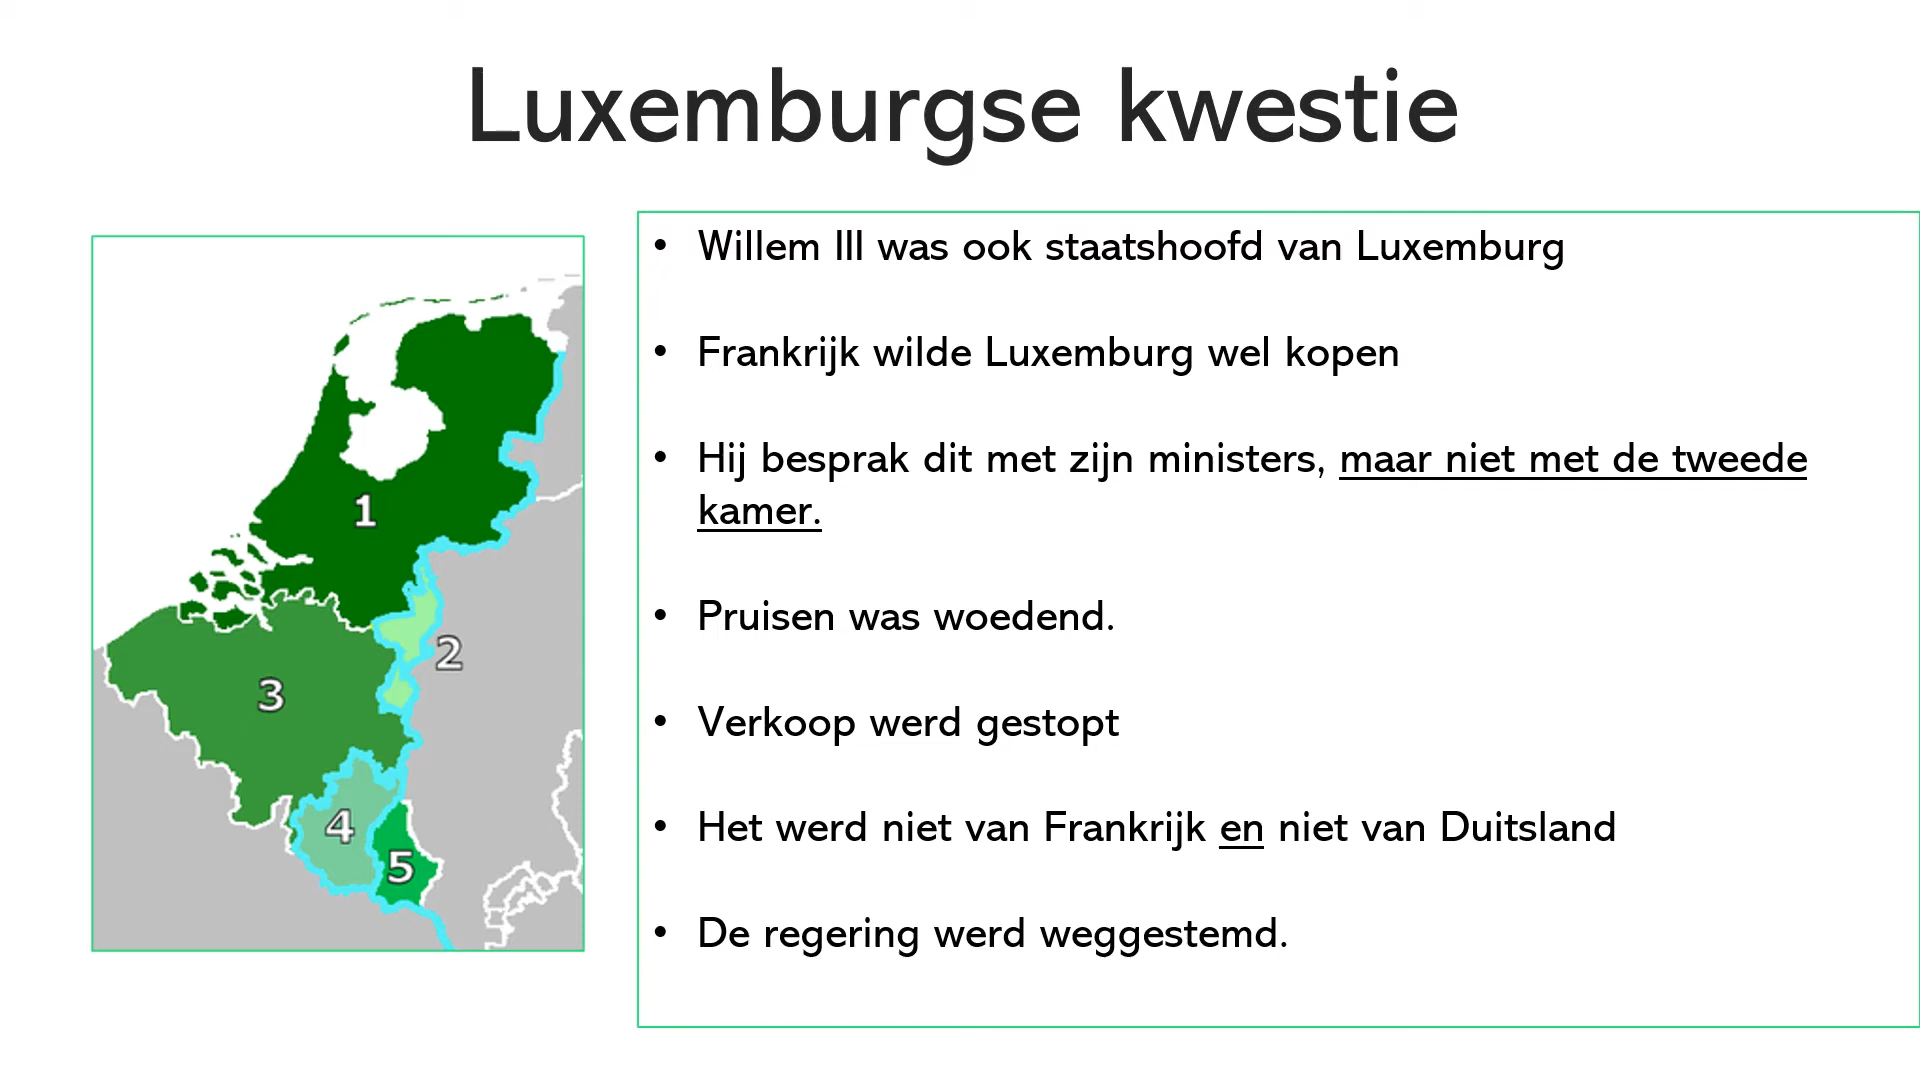 Luxemburgse kwestie
• Willem III was ook staatshoofd van Luxemburg
• Frankrijk wilde Luxemburg wel kopen
• Hij besprak dit met zijn ministers, maar niet met de tweede
kamer.
• Pruisen was woedend.
• Verkoop werd gestopt
• Het werd niet van Frankrijk en niet van Duitsland
• De regering werd weggestemd.
1
2
3
4
5